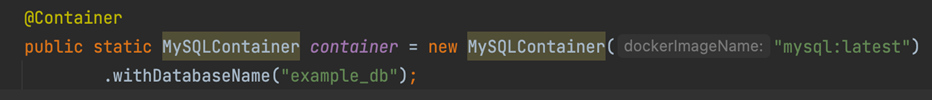 @Container
public static MySQLContainer container = new MySQLContainer( dockerImageName: "mysql:latest")
.withDatabaseName("example_db");